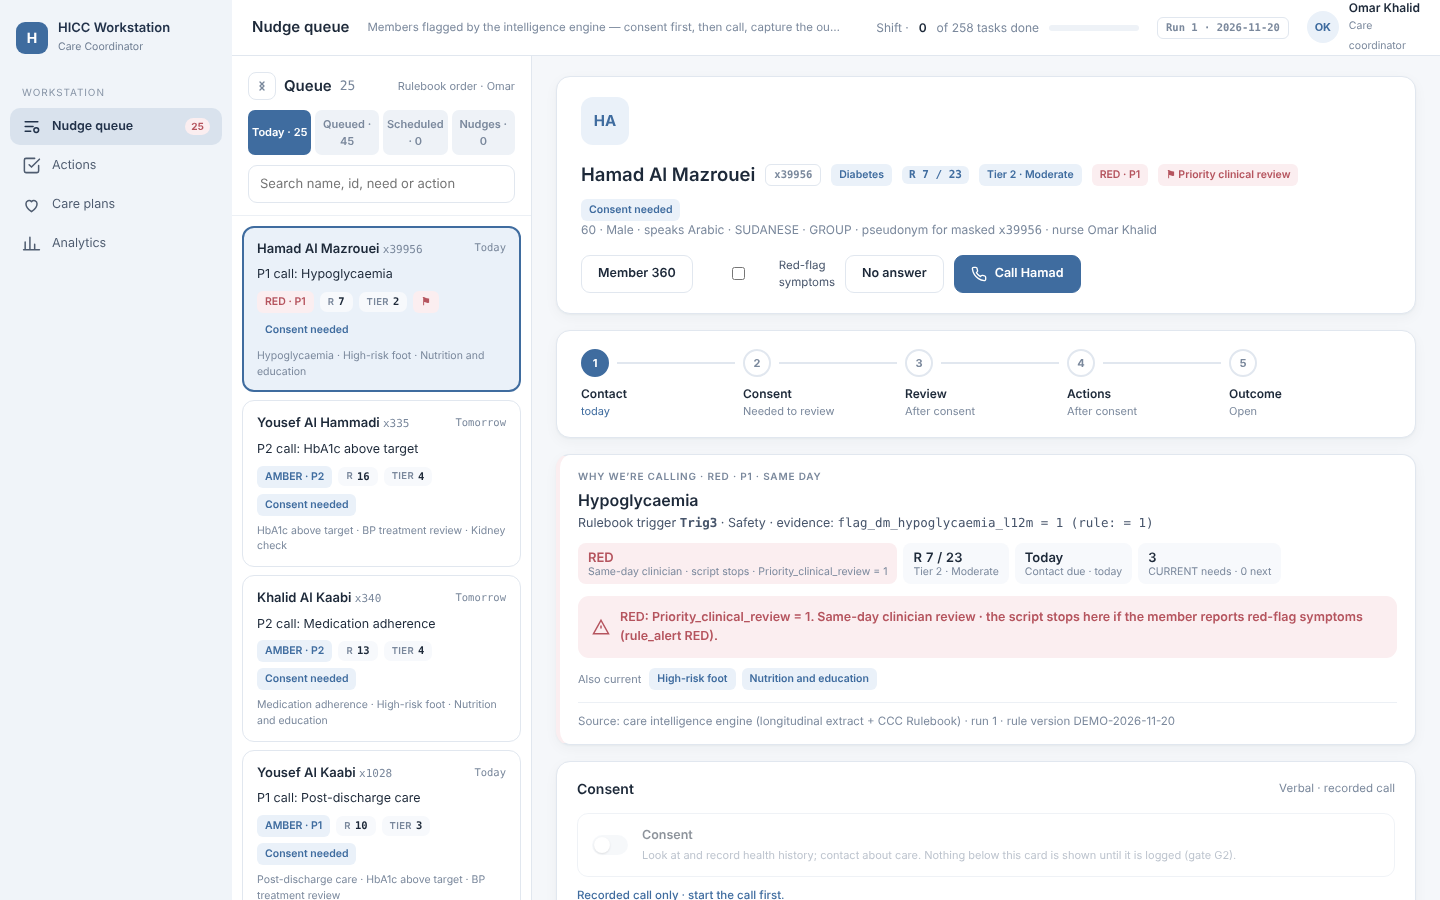 H
HICC Workstation
Care Coordinator
WORKSTATION
Nudge queue
25
Actions
Care plans
Analytics
Nudge queue
Members flagged by the intelligence engine — consent first, then call, capture the ou…
Shift · 0 of 258 tasks done
Run 1 · 2026-11-20
OK
Omar Khalid
Care
coordinator
Queue 25
Rulebook order · Omar
Today · 25
Queued ·
45
Scheduled
· 0
Nudges ·
0
Search name, id, need or action
Hamad Al Mazrouei x39956
Today
P1 call: Hypoglycaemia
RED · P1
R 7
TIER 2
⚑
Consent needed
Hypoglycaemia · High-risk foot · Nutrition and
education
Yousef Al Hammadi x335
Tomorrow
P2 call: HbA1c above target
AMBER · P2
R 16
TIER 4
Consent needed
HbA1c above target · BP treatment review · Kidney
check
Khalid Al Kaabi x340
Tomorrow
P2 call: Medication adherence
AMBER · P2
R 13
TIER 4
Consent needed
Medication adherence · High-risk foot · Nutrition
and education
Yousef Al Kaabi x1028
Today
P1 call: Post-discharge care
AMBER · P1
R 10
TIER 3
Consent needed
Post-discharge care · HbA1c above target · BP
treatment review
HA
Hamad Al Mazrouei
x39956
Diabetes
R 7 / 23
Tier 2 · Moderate
RED · P1
⚑ Priority clinical review
Consent needed
60 · Male · speaks Arabic · SUDANESE · GROUP · pseudonym for masked x39956 · nurse Omar Khalid
Member 360
Red-flag
symptoms
No answer
Call Hamad
1
2
3
4
5
Contact
today
Consent
Needed to review
Review
After consent
Actions
After consent
Outcome
Open
WHY WE'RE CALLING · RED · P1 · SAME DAY
Hypoglycaemia
Rulebook trigger Trig3 · Safety · evidence: flag_dm_hypoglycaemia_l12m = 1 (rule: = 1)
RED
Same-day clinician · script stops · Priority_clinical_review = 1
R 7 / 23
Tier 2 · Moderate
Today
Contact due · today
3
CURRENT needs · 0 next
RED: Priority_clinical_review = 1. Same-day clinician review · the script stops here if the member reports red-flag symptoms
(rule_alert RED).
Also current
High-risk foot
Nutrition and education
Source: care intelligence engine (longitudinal extract + CCC Rulebook) · run 1 · rule version DEMO-2026-11-20
Consent
Verbal · recorded call
Consent
Look at and record health history; contact about care. Nothing below this card is shown until it is logged (gate G2).
Recorded call only · start the call first.